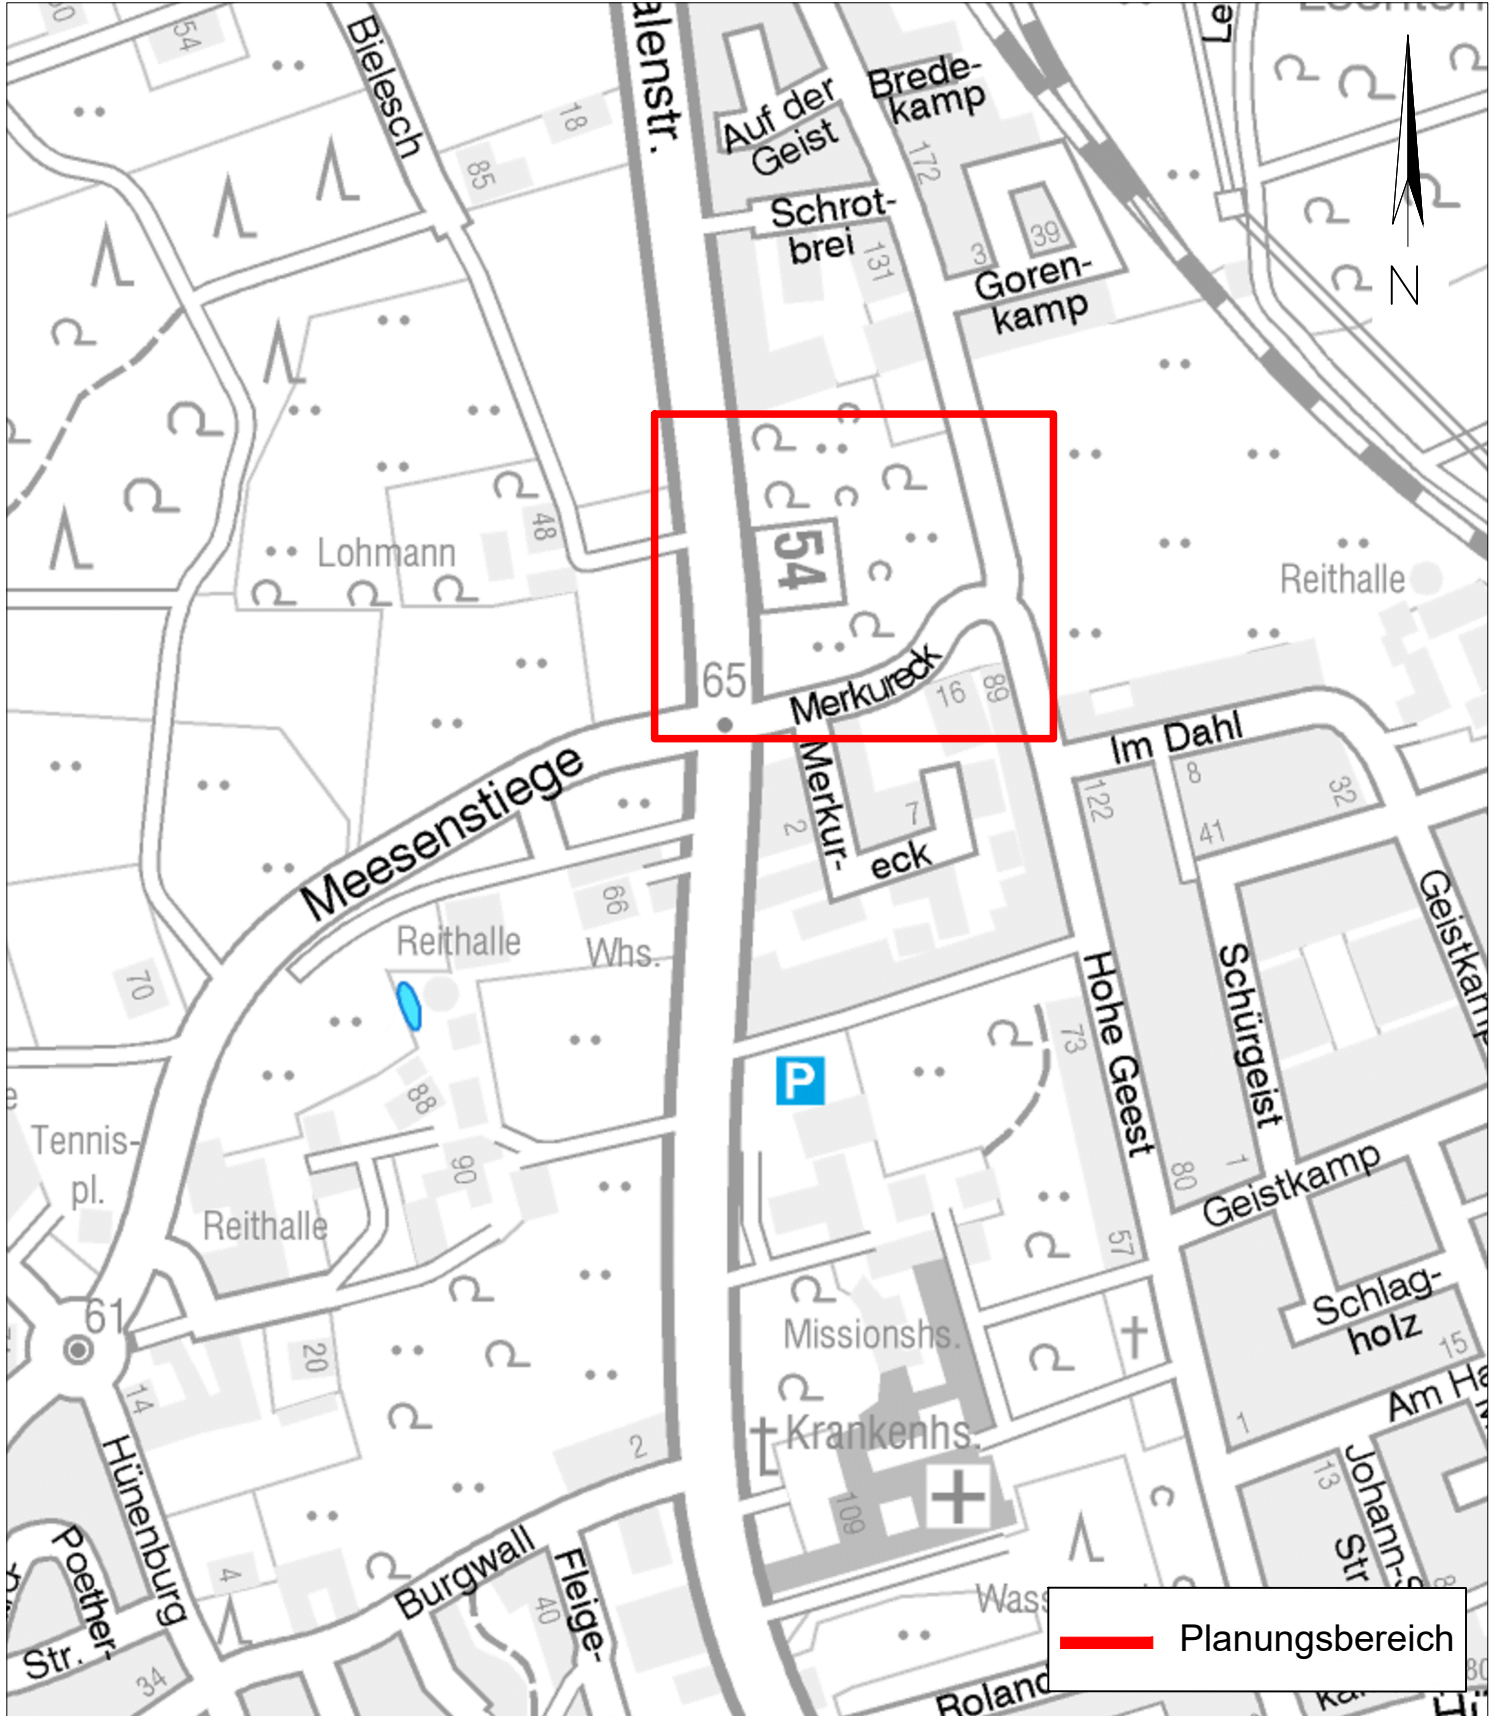 54
Bielesch
alenstr.
Le
18
85
Auf der
Geist
Brede-
kamp
172
Schrot-
brei
131
39
3
Goren-
kamp
N
48
Lohmann
54
Reithalle
65
Merkureck
16
89
Im Dahl
Meesenstiege
Merkur-
eck
2
7
122
8
41
32
66
Reithalle
Whs.
70
Geistkamp
Schürgeist
Hohe Geest
73
P
88
90
Tennis-
pl.
Reithalle
80
1
Geistkamp
57
61
Schlag-
holz
15
Missionshs.
20
14
Krankenhs.
1
Am Ha
2
Hünenburg
109
13
Johann-S
Str
Poether-
Str.
4
Burgwall
Fleige-
40
34
Wass
Planungsbereich
Roland